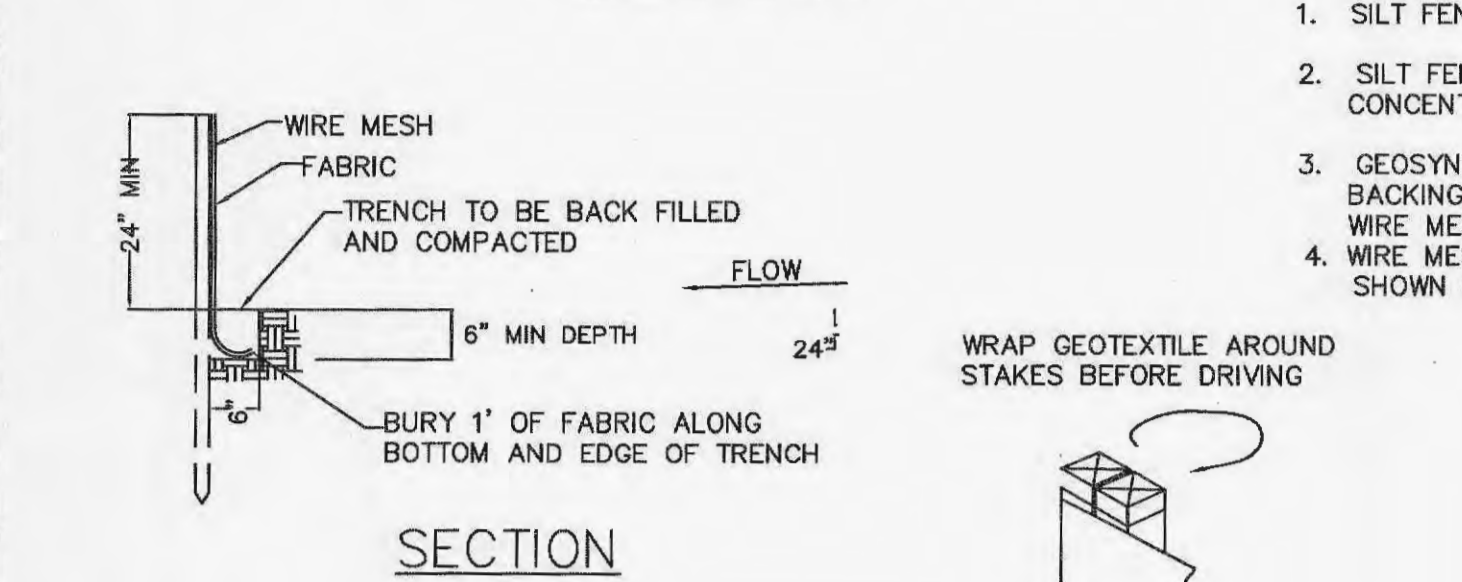 1. SILT FEN
2. SILT FE
CONCENT
3. GEOSYN
BACKING
WIRE ME
4. WIRE ME
SHOWN
WIRE MESH
FABRIC
24" MIN
TRENCH TO BE BACK FILLED
AND COMPACTED
FLOW
6" MIN DEPTH
24"
6"
BURY 1' OF FABRIC ALONG
BOTTOM AND EDGE OF TRENCH
SECTION
WRAP GEOTEXTILE AROUND
STAKES BEFORE DRIVING